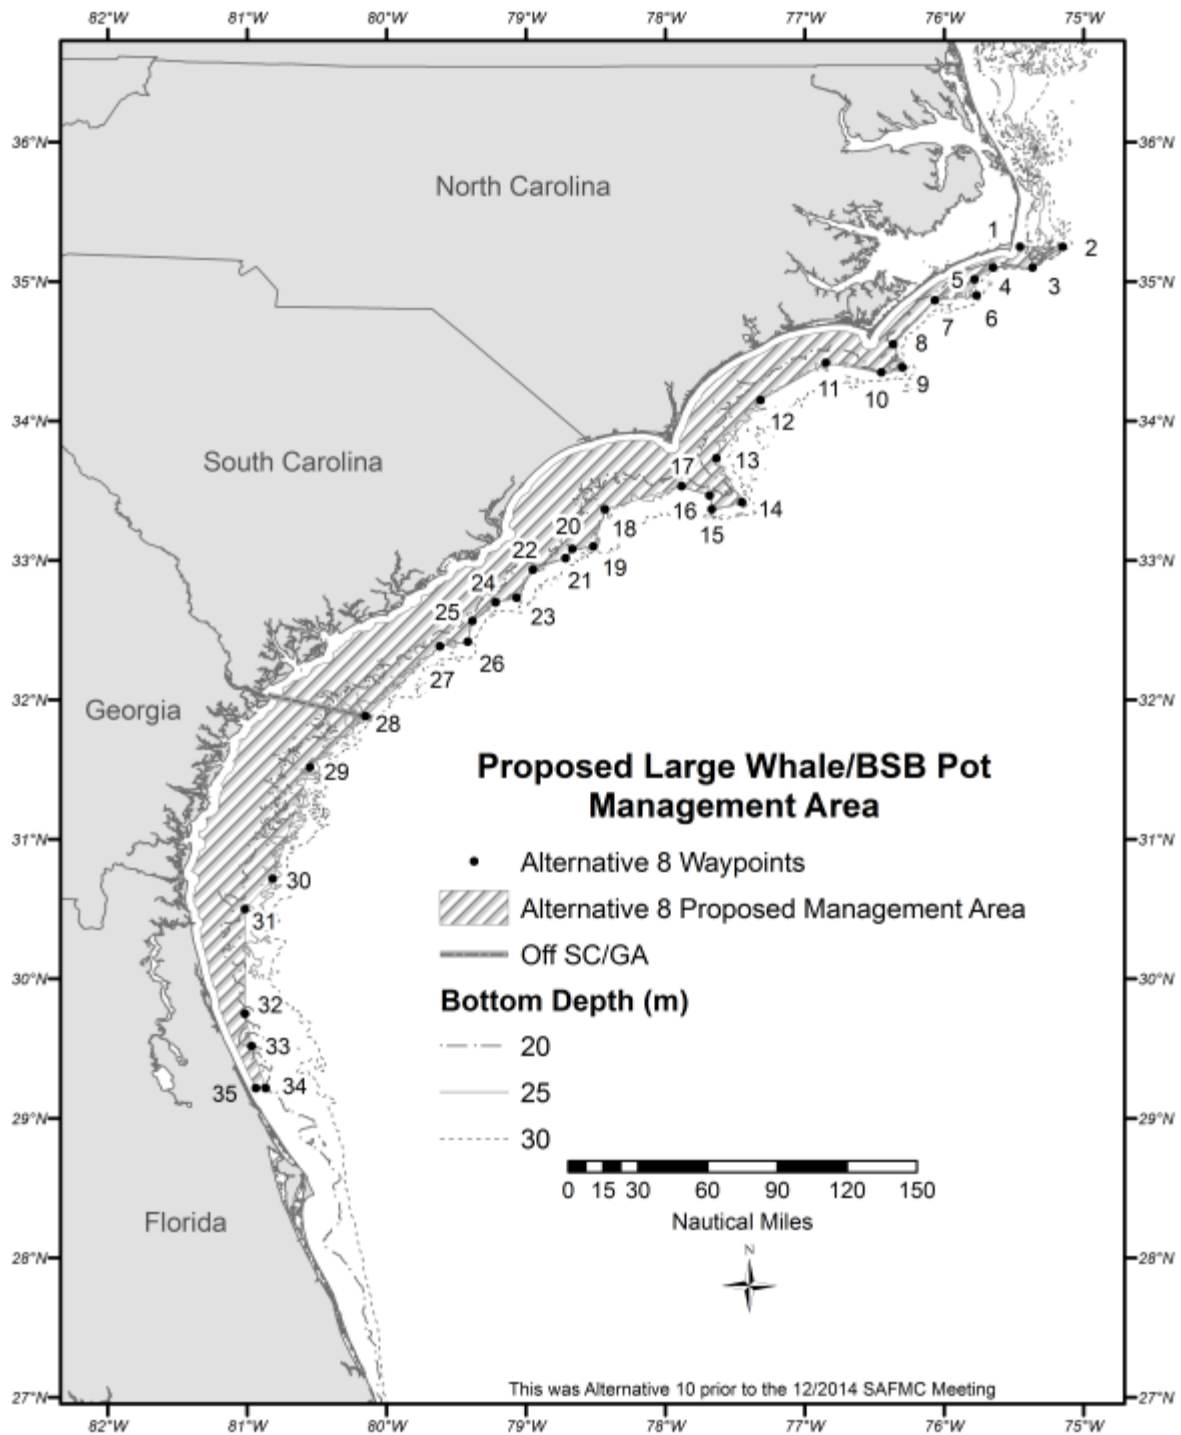 82°W 81°W 80°W 79°W 78°W 77°W 76°W 75°W
36°N 36°N
North Carolina
1 2
35°N 35°N
5 4 3
6
7
8
9
10
11
34°N 34°N
12
South Carolina
13
17
14
16
15
18
20
33°N 33°N
22
19
21
24
23
25
26
27
32°N 32°N
Georgia
28
Proposed Large Whale/BSB Pot
Management Area
29
31°N 31°N
Alternative 8 Waypoints
30
Alternative 8 Proposed Management Area
31
Off SC/GA
30°N 30°N
Bottom Depth (m)
32
33
20
34
35
25
29°N 29°N
30
0 15 30 60 90 120 150
Nautical Miles
Florida
N
28°N 28°N
This was Alternative 10 prior to the 12/2014 SAFMC Meeting
27°N 27°N
82°W 81°W 80°W 79°W 78°W 77°W 76°W 75°W